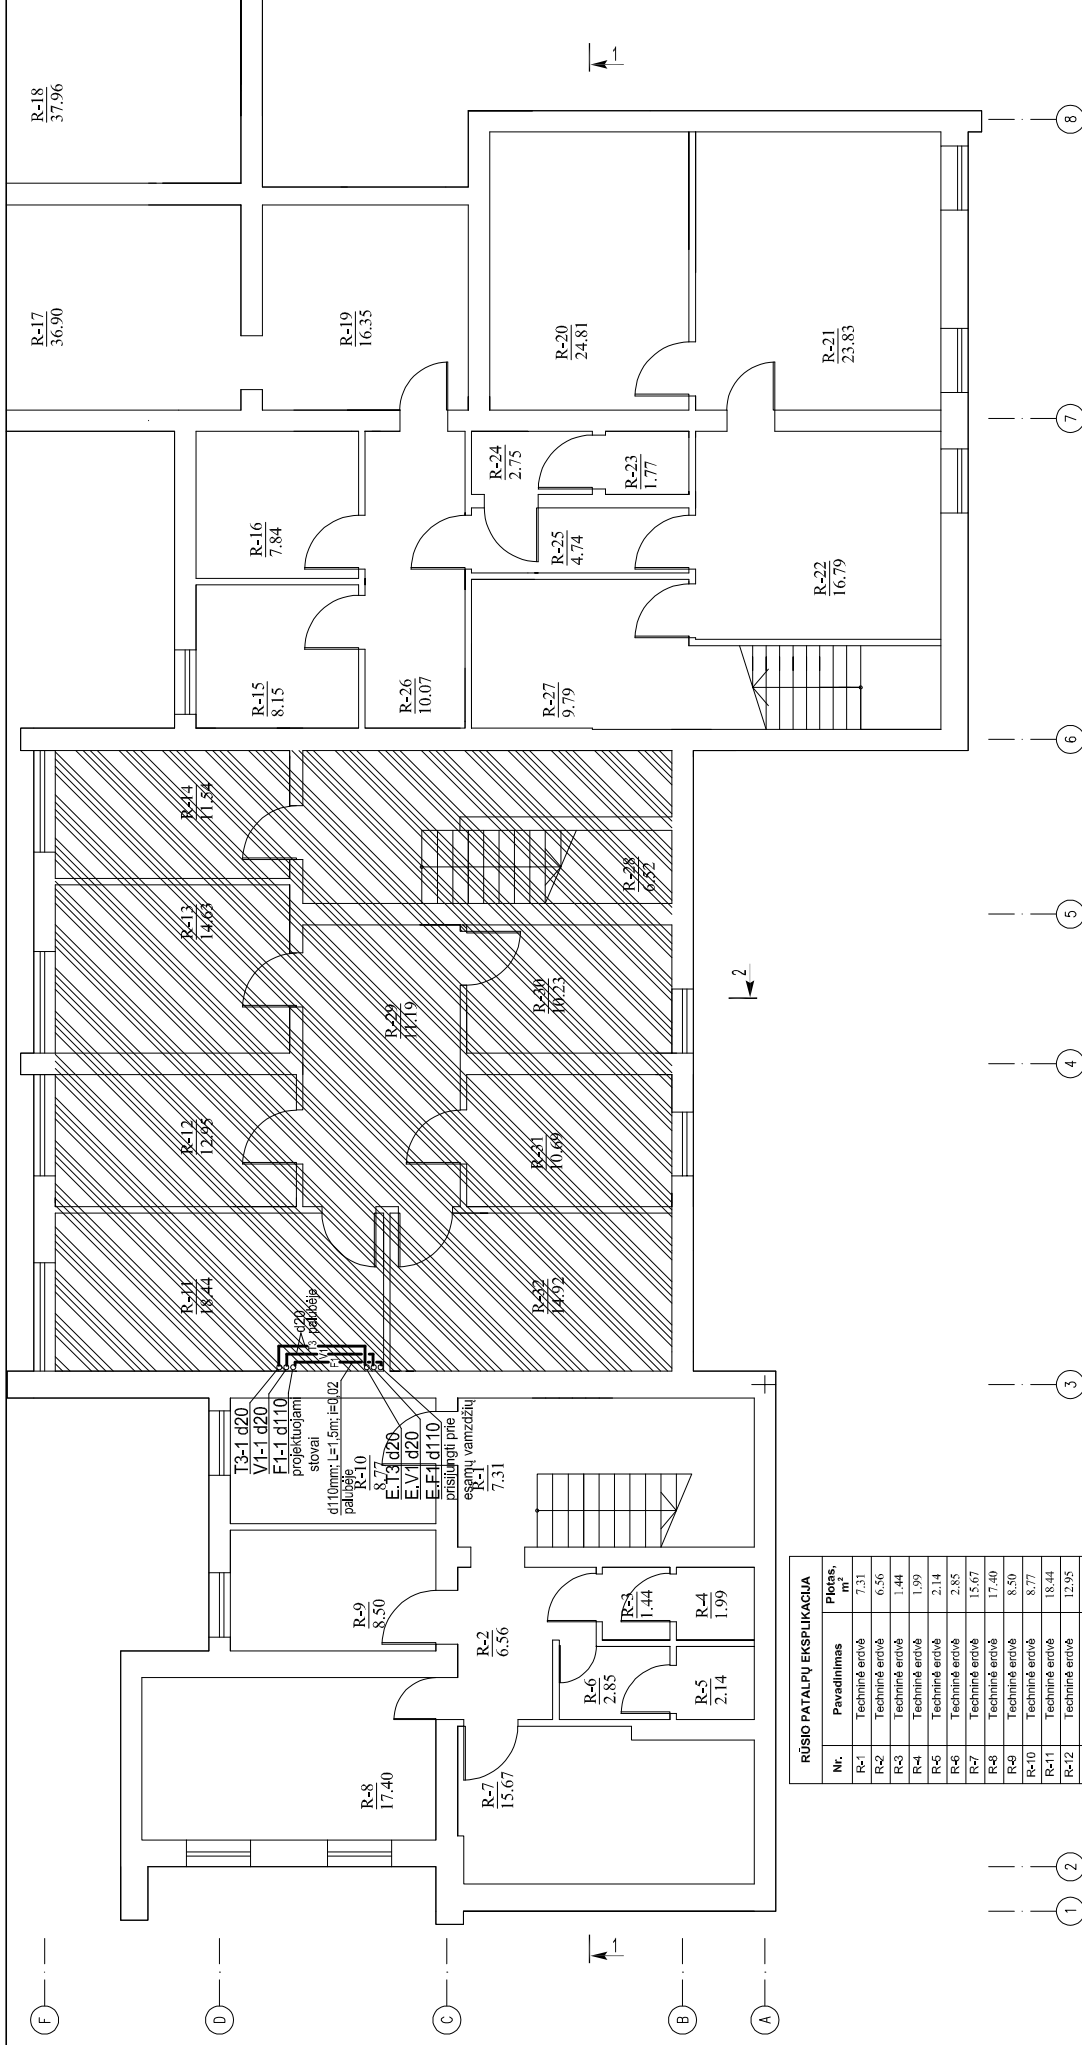 R-18
37.96
R-17
36.90
R-19
16.35
R-20
24.81
R-21
23.83
R-16
7.84
R-24
2.75
R-23
1.77
R-25
4.74
R-22
16.79
R-15
8.15
R-26
10.07
R-27
9.79
R-14
11.54
R-28
6.52
R-13
14.63
R-29
11.19
R-30
10.23
R-12
12.95
R-31
10.69
R-11
18.44
R-32
14.92
d20
palubėje
T3
V1
F1
T3-1 d20
V1-1 d20
F1-1 d110
projektuojami
stovai
d110mm; L=1,5m; i=0,02
palubėje
R-10
8.77
E.T3 d20
E.V1 d20
E.F1 d110
prisijungti prie
esamų vamzdžių
R-1
7.31
R-9
8.50
R-2
6.56
R-3
1.44
R-4
1.99
R-6
2.85
R-5
2.14
R-8
17.40
R-7
15.67
1
1
2
8
7
6
5
4
3
2
1
F
D
C
B
A
RŪSIO PATALPŲ EKSPLIKACIJA
Nr. Pavadinimas Plotas, m²
R-1 Techninė erdvė 7.31
R-2 Techninė erdvė 6.56
R-3 Techninė erdvė 1.44
R-4 Techninė erdvė 1.99
R-5 Techninė erdvė 2.14
R-6 Techninė erdvė 2.85
R-7 Techninė erdvė 15.67
R-8 Techninė erdvė 17.40
R-9 Techninė erdvė 8.50
R-10 Techninė erdvė 8.77
R-11 Techninė erdvė 18.44
R-12 Techninė erdvė 12.95